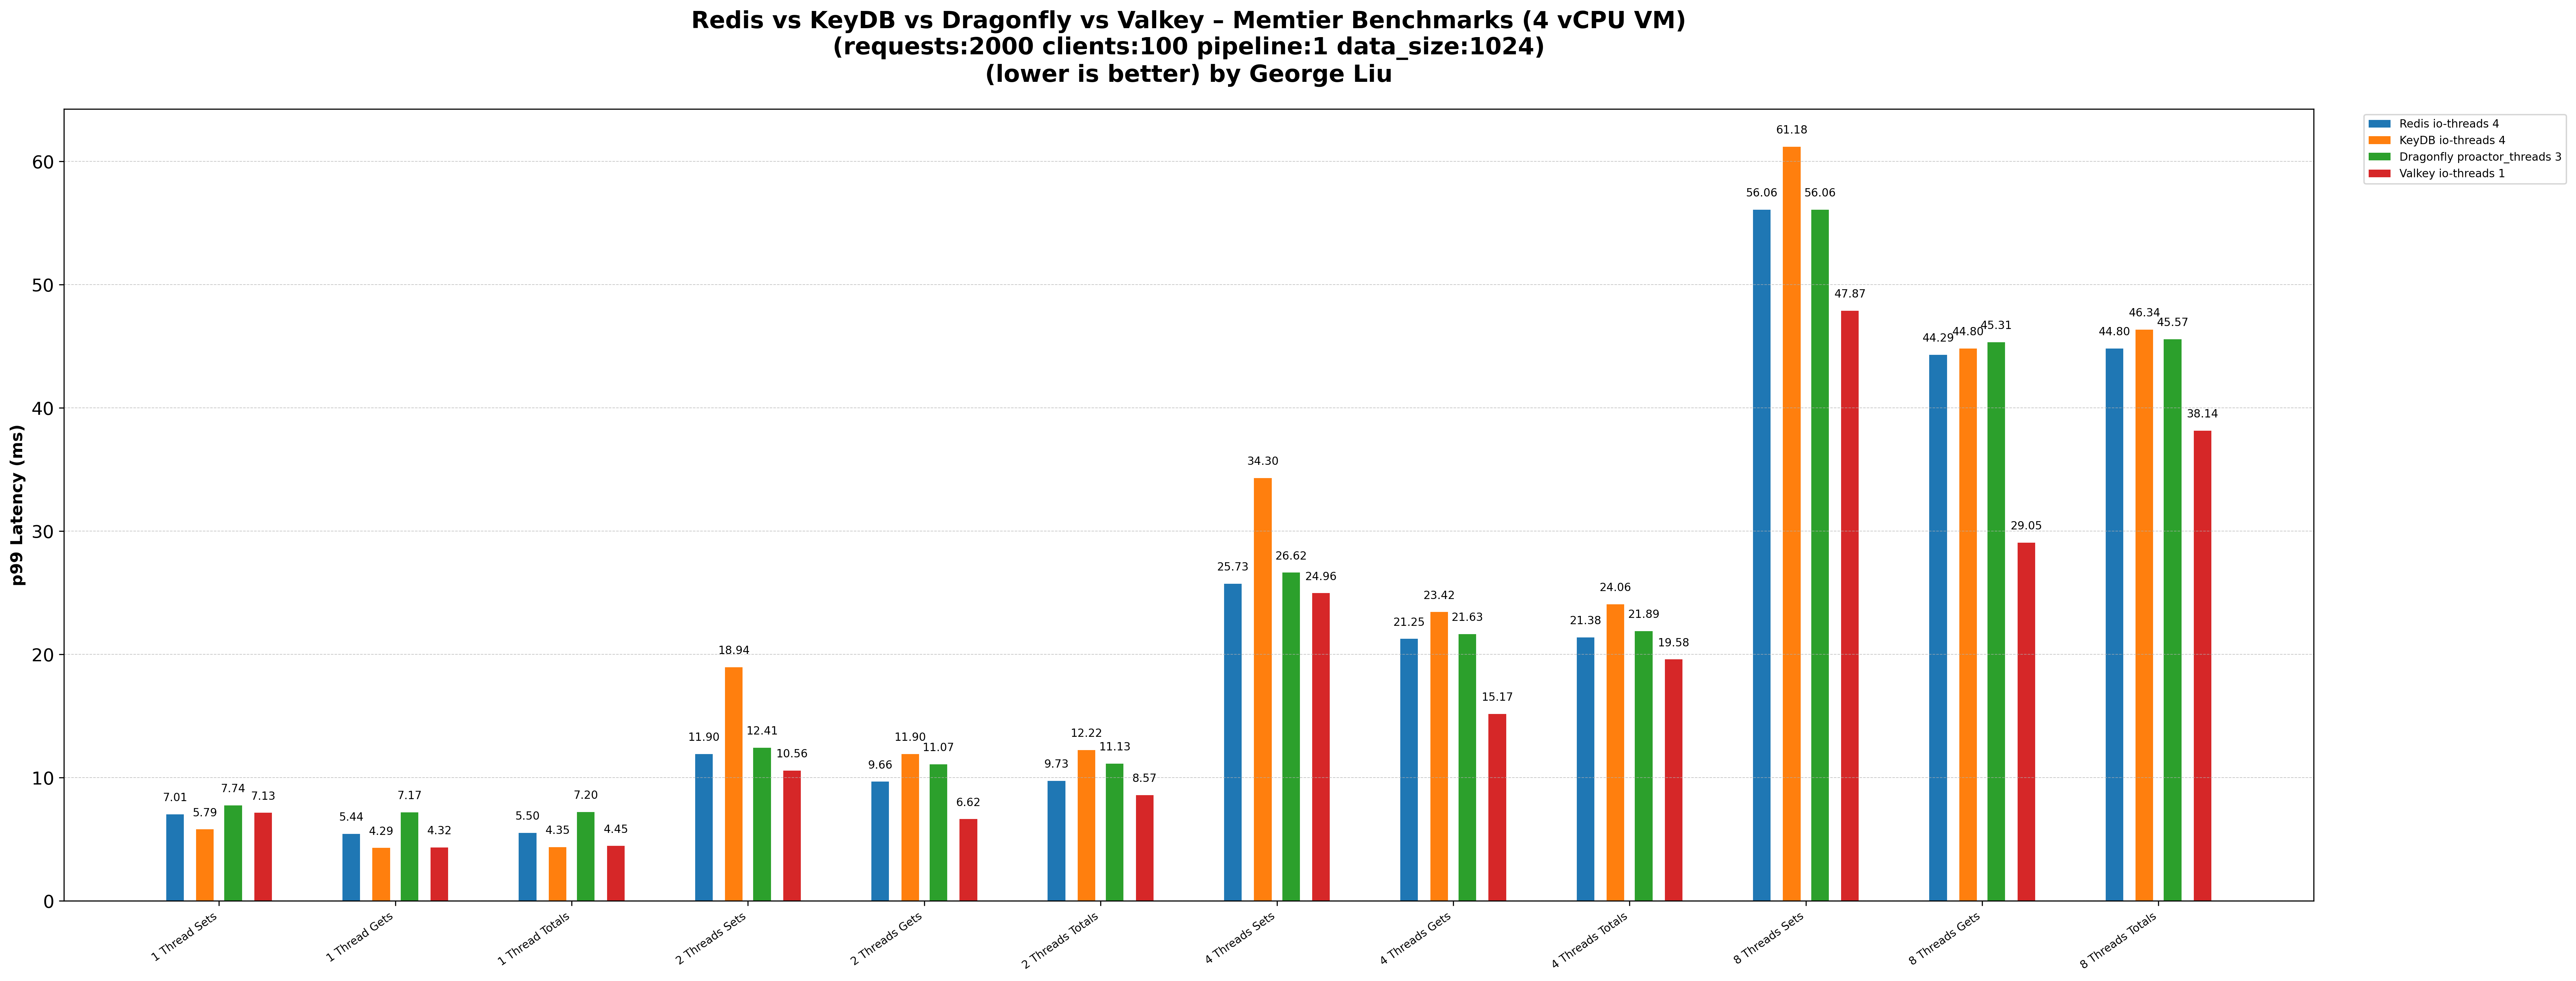 Redis vs KeyDB vs Dragonfly vs Valkey – Memtier Benchmarks (4 vCPU VM)
(requests:2000 clients:100 pipeline:1 data_size:1024)
(lower is better) by George Liu
Redis io-threads 4
KeyDB io-threads 4
Dragonfly proactor_threads 3
Valkey io-threads 1
p99 Latency (ms)
60
50
40
30
20
10
0
7.01 5.79 7.74 7.13
5.44 4.29 7.17 4.32
5.50 4.35 7.20 4.45
11.90 18.94 12.41 10.56
9.66 11.90 11.07 6.62
9.73 12.22 11.13 8.57
25.73 34.30 26.62 24.96
21.25 23.42 21.63 15.17
21.38 24.06 21.89 19.58
56.06 61.18 56.06 47.87
44.29 44.80 45.31 29.05
44.80 46.34 45.57 38.14
1 Thread Sets
1 Thread Gets
1 Thread Totals
2 Threads Sets
2 Threads Gets
2 Threads Totals
4 Threads Sets
4 Threads Gets
4 Threads Totals
8 Threads Sets
8 Threads Gets
8 Threads Totals